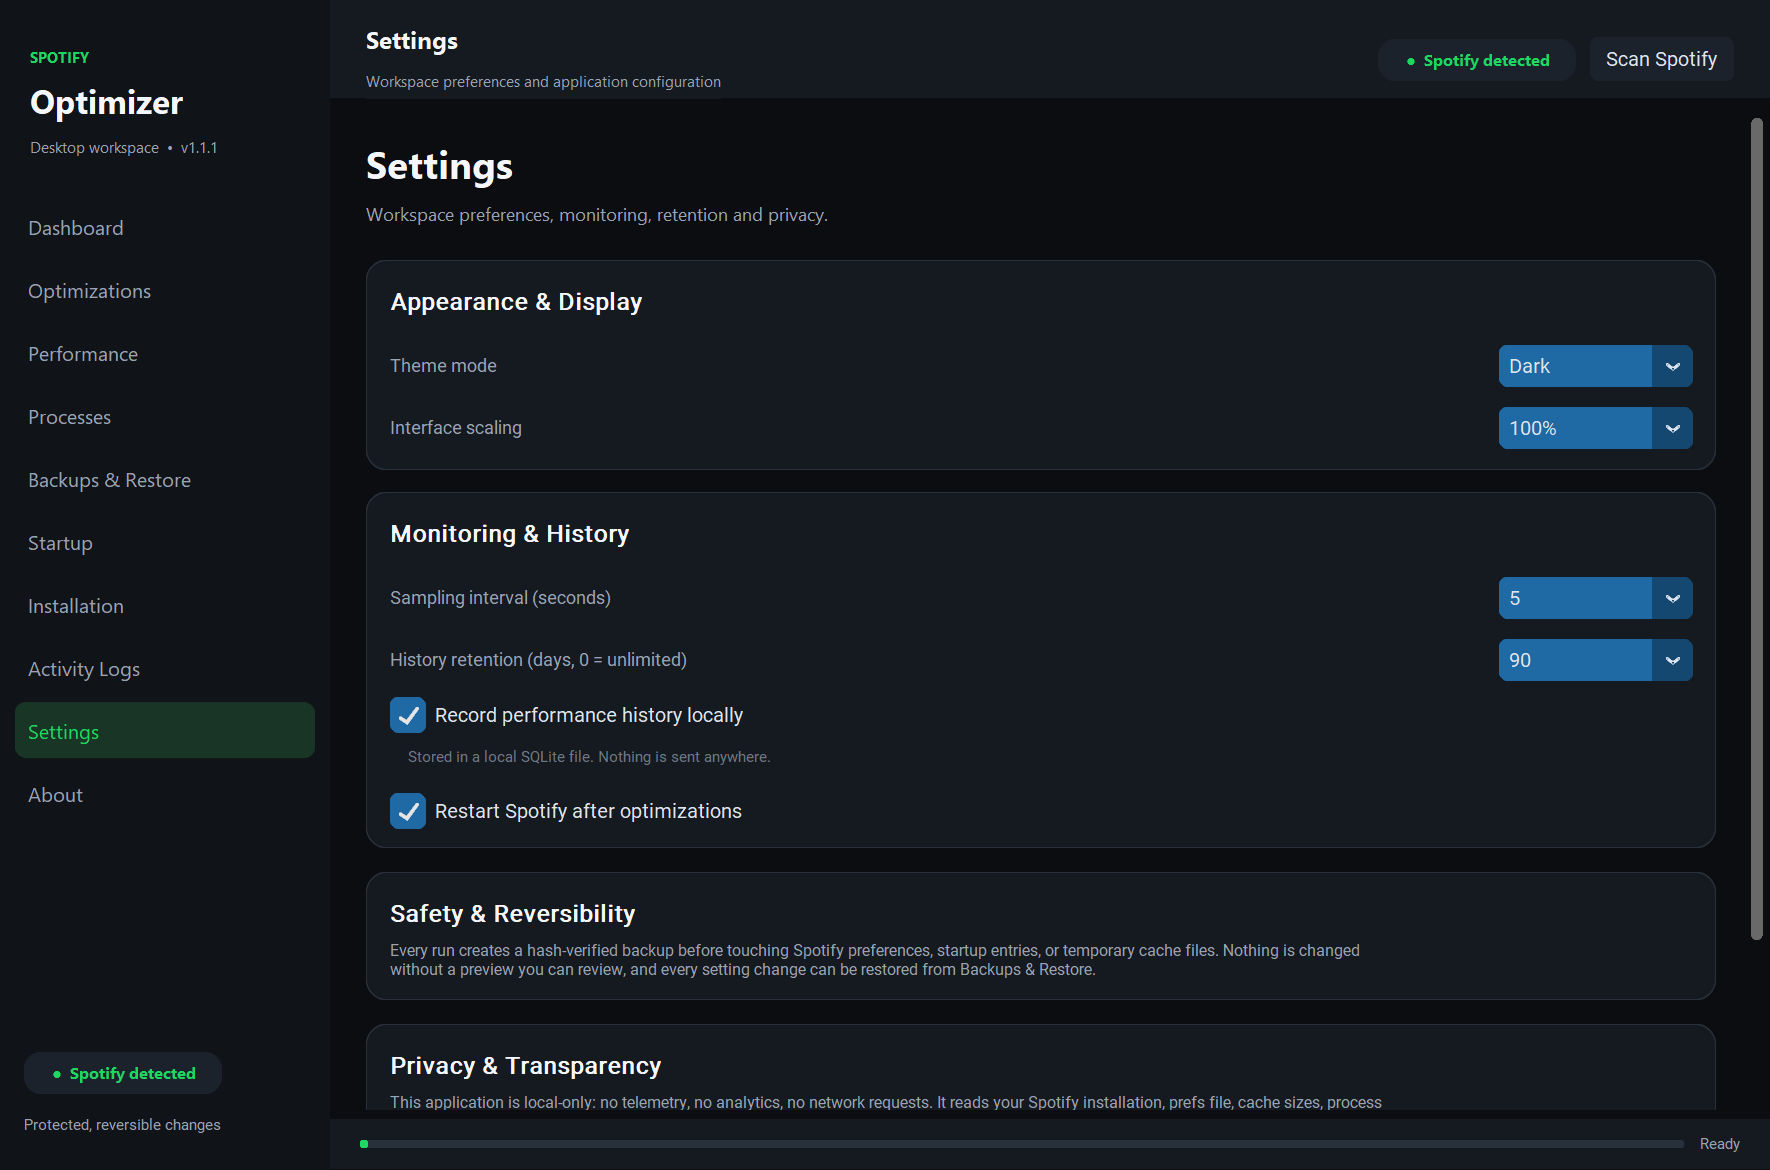 SPOTIFY
Optimizer
Desktop workspace • v1.1.1
Dashboard
Optimizations
Performance
Processes
Backups & Restore
Startup
Installation
Activity Logs
Settings
About
● Spotify detected
Protected, reversible changes
Settings
Workspace preferences and application configuration
● Spotify detected
Scan Spotify
Settings
Workspace preferences, monitoring, retention and privacy.
Appearance & Display
Theme mode
Dark
Interface scaling
100%
Monitoring & History
Sampling interval (seconds)
5
History retention (days, 0 = unlimited)
90
Record performance history locally
Stored in a local SQLite file. Nothing is sent anywhere.
Restart Spotify after optimizations
Safety & Reversibility
Every run creates a hash-verified backup before touching Spotify preferences, startup entries, or temporary cache files. Nothing is changed
without a preview you can review, and every setting change can be restored from Backups & Restore.
Privacy & Transparency
This application is local-only: no telemetry, no analytics, no network requests. It reads your Spotify installation, prefs file, cache sizes, process
Ready